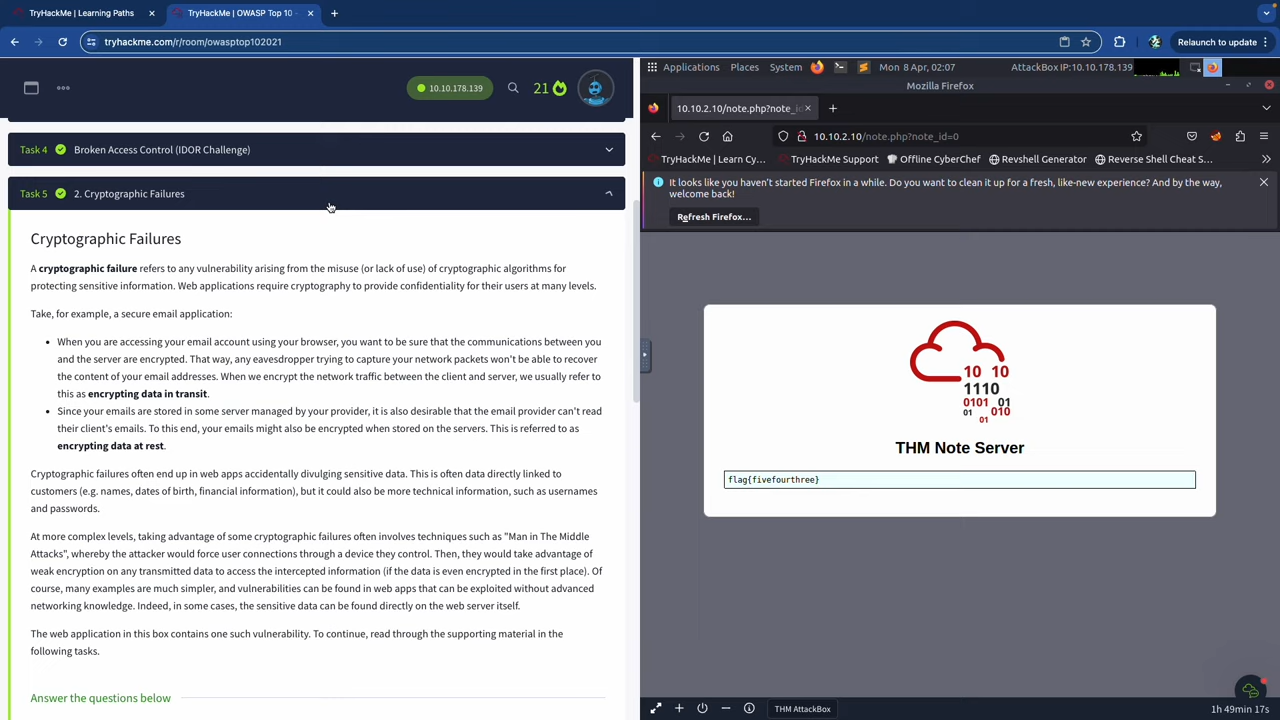 TryHackMe | Learning Paths
TryHackMe | OWASP Top 10 -
tryhackme.com/r/room/owasptop102021
Relaunch to update
10.10.178.139
21
Task 4 Broken Access Control (IDOR Challenge)
Task 5 2. Cryptographic Failures
Cryptographic Failures
A cryptographic failure refers to any vulnerability arising from the misuse (or lack of use) of cryptographic algorithms for
protecting sensitive information. Web applications require cryptography to provide confidentiality for their users at many levels.
Take, for example, a secure email application:
• When you are accessing your email account using your browser, you want to be sure that the communications between you
and the server are encrypted. That way, any eavesdropper trying to capture your network packets won't be able to recover
the content of your email addresses. When we encrypt the network traffic between the client and server, we usually refer to
this as encrypting data in transit.
• Since your emails are stored in some server managed by your provider, it is also desirable that the email provider can't read
their client's emails. To this end, your emails might also be encrypted when stored on the servers. This is referred to as
encrypting data at rest.
Cryptographic failures often end up in web apps accidentally divulging sensitive data. This is often data directly linked to
customers (e.g. names, dates of birth, financial information), but it could also be more technical information, such as usernames
and passwords.
At more complex levels, taking advantage of some cryptographic failures often involves techniques such as "Man in The Middle
Attacks", whereby the attacker would force user connections through a device they control. Then, they would take advantage of
weak encryption on any transmitted data to access the intercepted information (if the data is even encrypted in the first place). Of
course, many examples are much simpler, and vulnerabilities can be found in web apps that can be exploited without advanced
networking knowledge. Indeed, in some cases, the sensitive data can be found directly on the web server itself.
The web application in this box contains one such vulnerability. To continue, read through the supporting material in the
following tasks.
Answer the questions below
Applications Places System Mon 8 Apr, 02:07 AttackBox IP:10.10.178.139
Mozilla Firefox
10.10.2.10/note.php?note_i
10.10.2.10/note.php?note_id=0
TryHackMe | Learn Cy... TryHackMe Support Offline CyberChef Revshell Generator Reverse Shell Cheat S...
It looks like you haven't started Firefox in a while. Do you want to clean it up for a fresh, like-new experience? And by the way,
welcome back!
Refresh Firefox...
10 10
1110
0101 01
01 010
01
THM Note Server
flag{fivefourthree}
THM AttackBox
1h 49min 17s